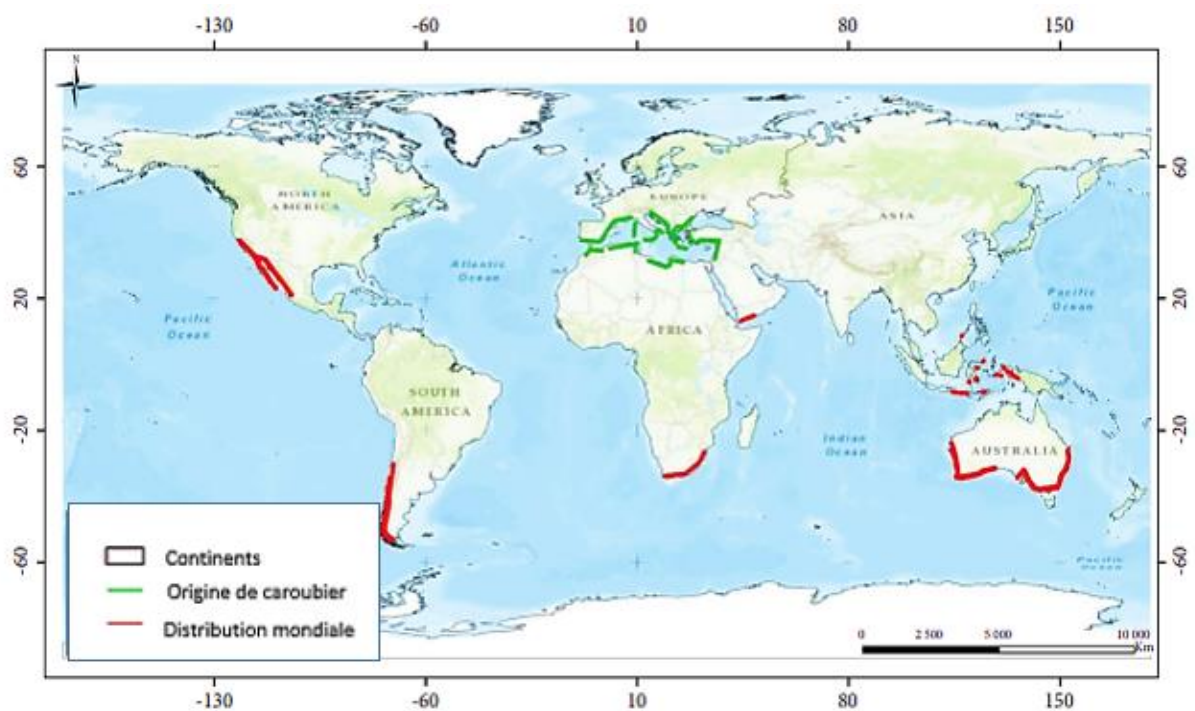 -130 -60 10 80 150
N
60 60
NORTH
AMERICA
EUROPE
ASIA
Atlantic
Ocean
20 20
Pacific
Ocean
Pacific
Ocean
AFRICA
SOUTH
AMERICA
-20 -20
Indian
Ocean
AUSTRALIA
Continents
Origine de caroubier
Distribution mondiale
-60 -60
Pacific
Ocean
0 2 500 5 000 10 000
Km
-130 -60 10 80 150